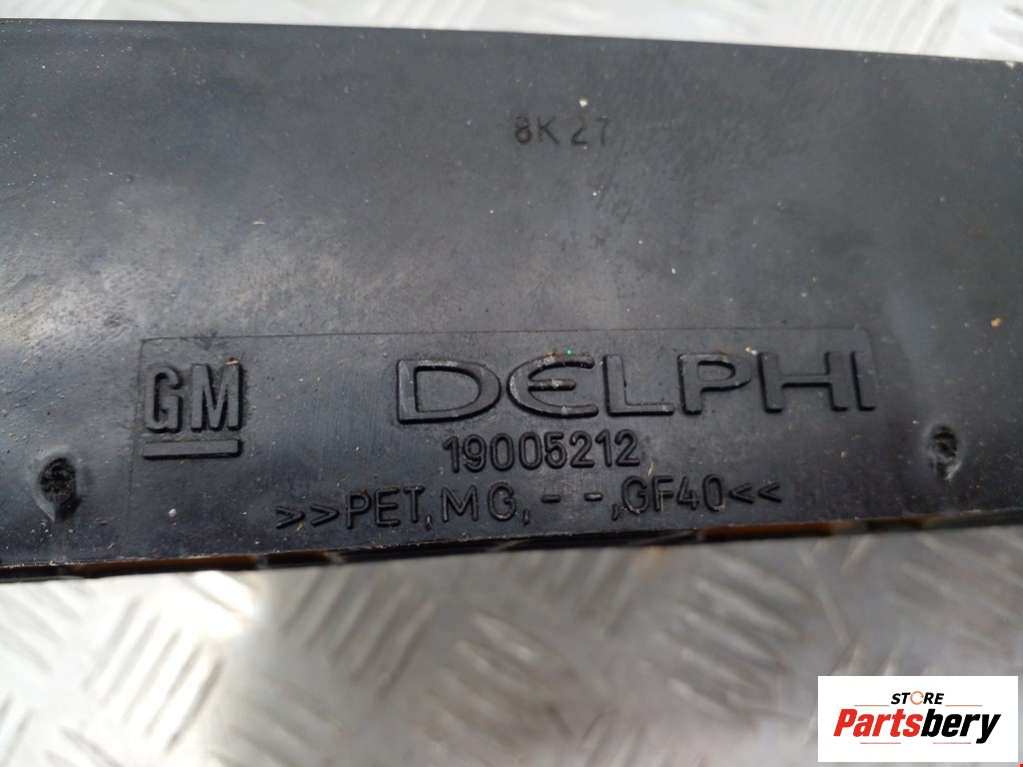 8K 27
GM DELPHI
19005212
>>PET,MG,--,GF40<<
STORE
Partsbery